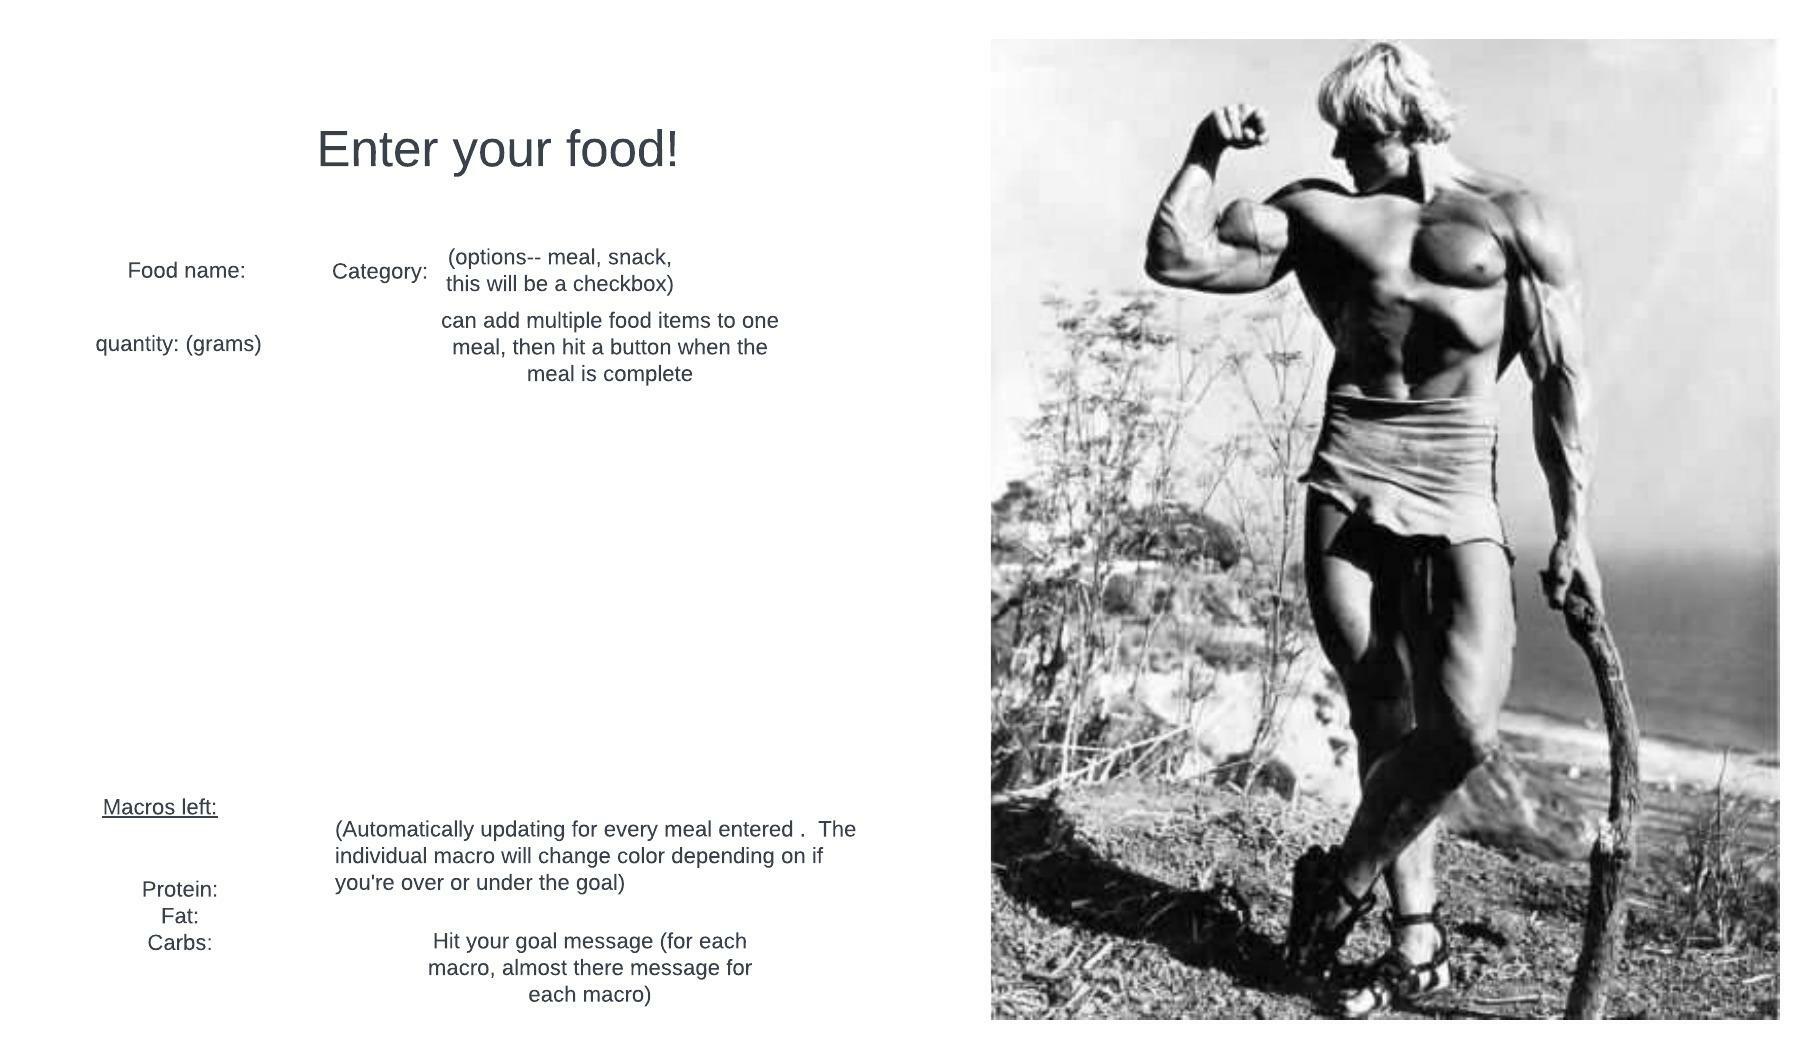 Enter your food!
Food name:
Category:
(options-- meal, snack,
this will be a checkbox)
quantity: (grams)
can add multiple food items to one
meal, then hit a button when the
meal is complete
Macros left:
(Automatically updating for every meal entered .  The
individual macro will change color depending on if
you're over or under the goal)
Protein:
Fat:
Carbs:
Hit your goal message (for each
macro, almost there message for
each macro)